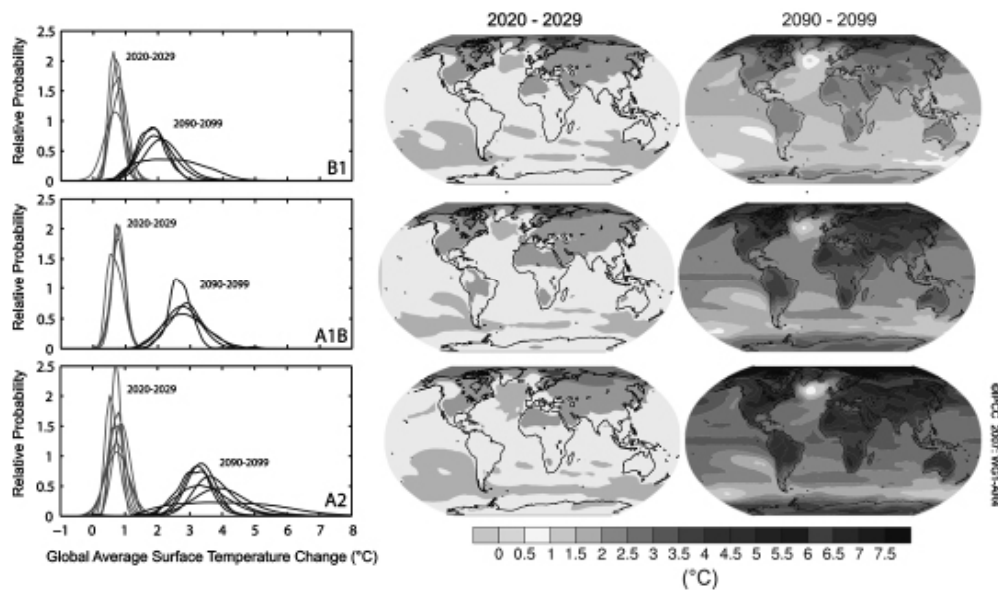 2020 - 2029
2090 - 2099
Relative Probability
2.5
2
1.5
1
0.5
0
2020-2029
2090-2099
B1
Relative Probability
2.5
2
1.5
1
0.5
0
2020-2029
2090-2099
A1B
Relative Probability
2.5
2
1.5
1
0.5
0
2020-2029
2090-2099
A2
−1 0 1 2 3 4 5 6 7 8
Global Average Surface Temperature Change (°C)
0 0.5 1 1.5 2 2.5 3 3.5 4 4.5 5 5.5 6 6.5 7 7.5
(°C)
2007: